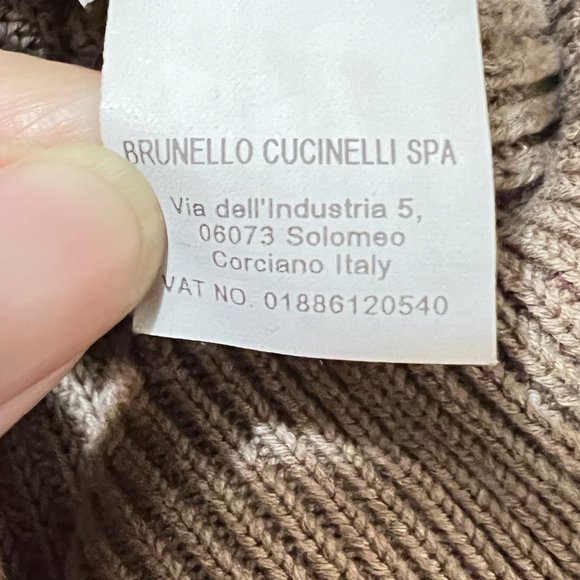 BRUNELLO CUCINELLI SPA
Via dell'Industria 5,
06073 Solomeo
Corciano Italy
VAT NO. 01886120540